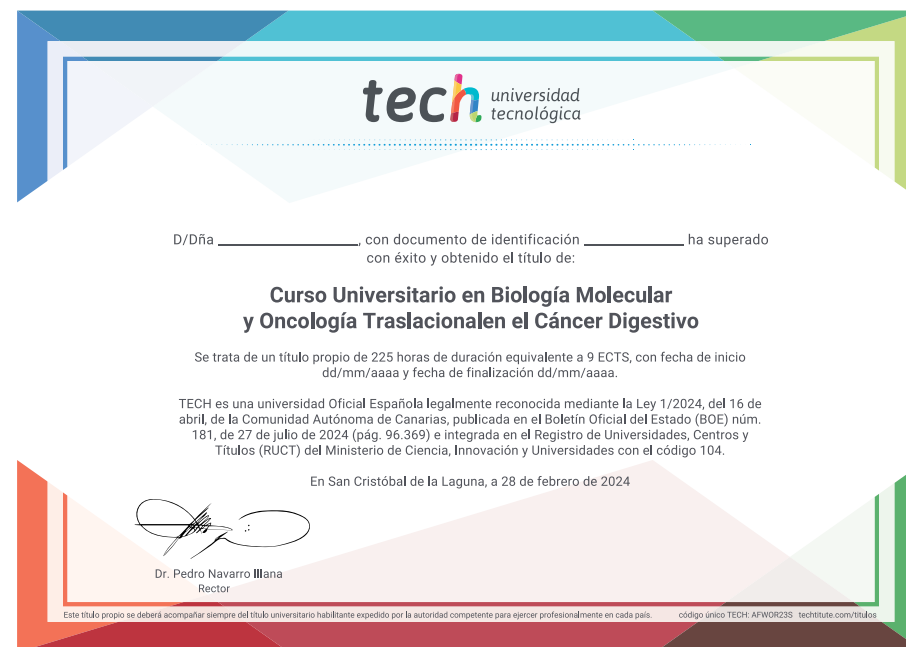 tech universidad
tecnológica
D/Dña ____________, con documento de identificación ____________ ha superado
con éxito y obtenido el título de:
Curso Universitario en Biología Molecular
y Oncología Traslacionalen el Cáncer Digestivo
Se trata de un título propio de 225 horas de duración equivalente a 9 ECTS, con fecha de inicio
dd/mm/aaaa y fecha de finalización dd/mm/aaaa.
TECH es una universidad Oficial Española legalmente reconocida mediante la Ley 1/2024, del 16 de
abril, de la Comunidad Autónoma de Canarias, publicada en el Boletín Oficial del Estado (BOE) núm.
181, de 27 de julio de 2024 (pág. 96.369) e integrada en el Registro de Universidades, Centros y
Títulos (RUCT) del Ministerio de Ciencia, Innovación y Universidades con el código 104.
En San Cristóbal de la Laguna, a 28 de febrero de 2024
Dr. Pedro Navarro Illana
Rector
Este título propio se deberá acompañar siempre del título universitario habilitante expedido por la autoridad competente para ejercer profesionalmente en cada país. código único TECH: AFWOR23S techtitute.com/titulos